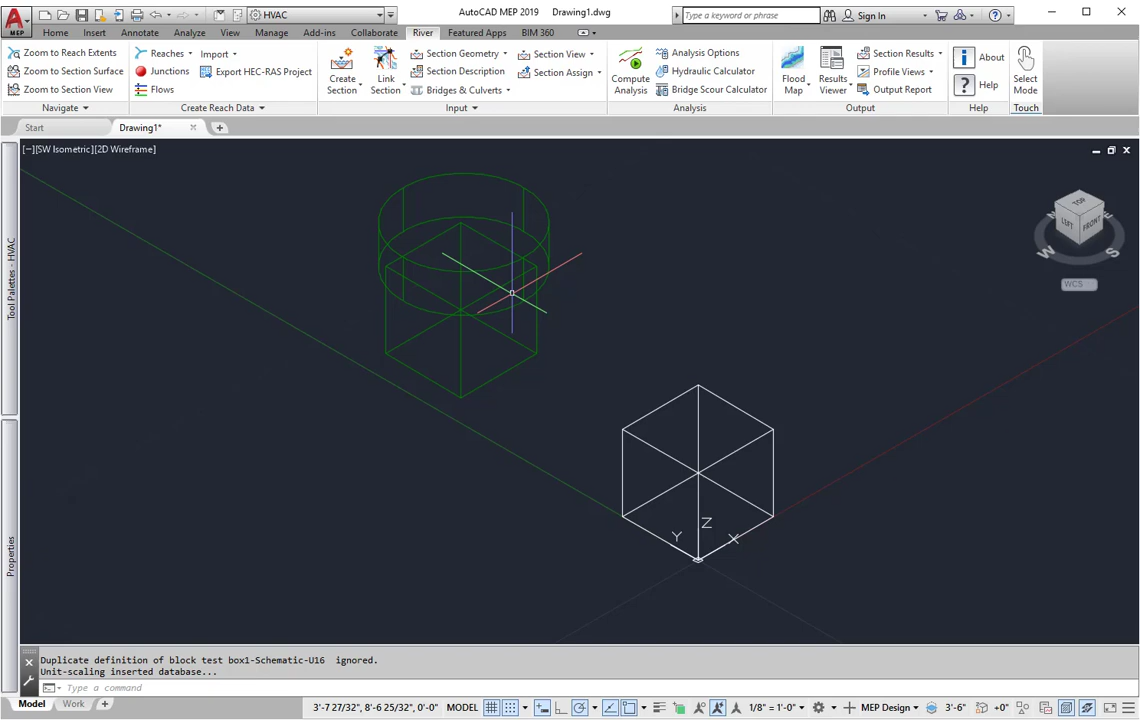 HVAC
AutoCAD MEP 2019 Drawing1.dwg
Type a keyword or phrase
Sign In
MEP
Home Insert Annotate Analyze View Manage Collaborate River Featured Apps BIM 360
Zoom to Reach Extents
Zoom to Section Surface
Zoom to Section View
Navigate
Reaches Import
Junctions Export HEC-RAS Project
Flows
Create Reach Data
Create Section
Link Section
Section Geometry Section View
Section Description Section Assign
Bridges & Culverts
Input
Compute Analysis
Analysis Options
Hydraulic Calculator
Bridge Scour Calculator
Analysis
Flood Map
Results Viewer
Section Results
Profile Views
Output Report
Output
About
Help
Help
Select Mode
Touch
Start Drawing1*
[−][SW Isometric][2D Wireframe]
TOP
LEFT FRONT
W S
WCS
Tool Palettes - HVAC
Properties
Z
Y X
Duplicate definition of block test box1-Schematic-U16 ignored.
Unit-scaling inserted database...
Type a command
Model Work
3'-7 27/32", 8'-6 25/32", 0'-0" MODEL 1/8" = 1'-0" MEP Design 3'-6" +0"